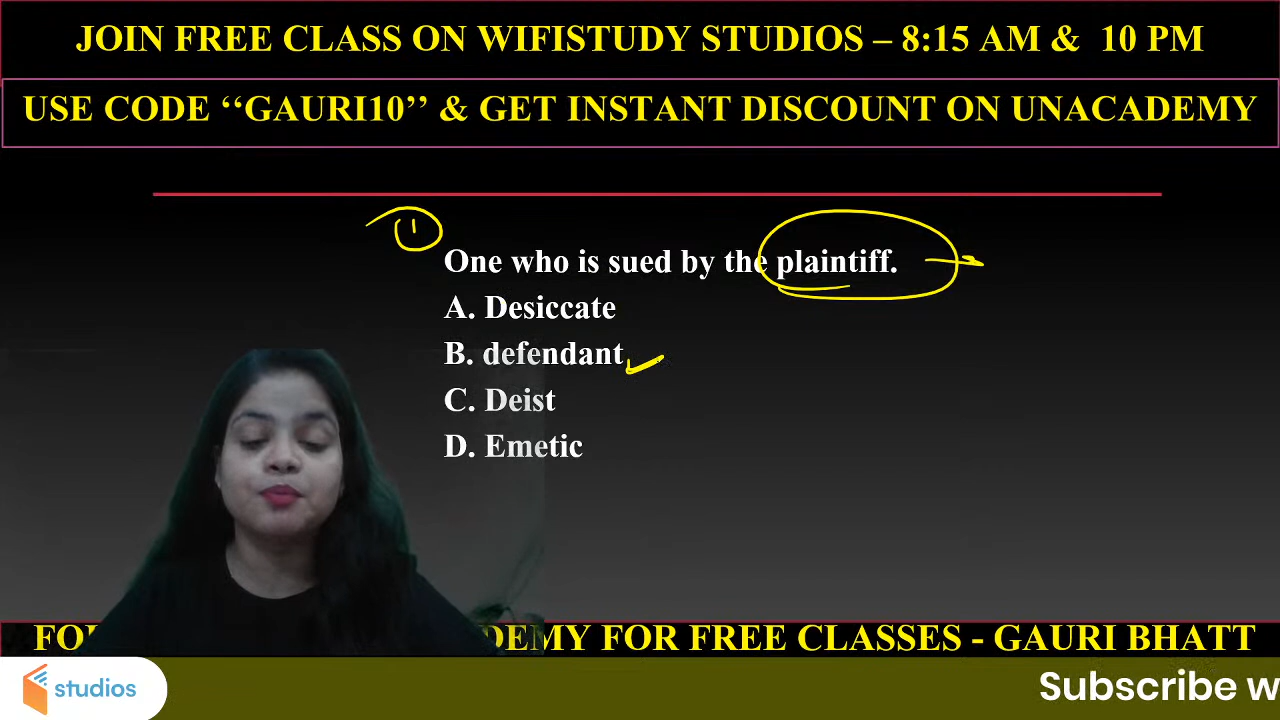 JOIN FREE CLASS ON WIFISTUDY STUDIOS – 8:15 AM & 10 PM
USE CODE ‘‘GAURI10’’ & GET INSTANT DISCOUNT ON UNACADEMY
1
One who is sued by the plaintiff.
A. Desiccate
B. defendant
C. Deist
D. Emetic
FOR FREE CLASSES - GAURI BHATT
studios
Subscribe